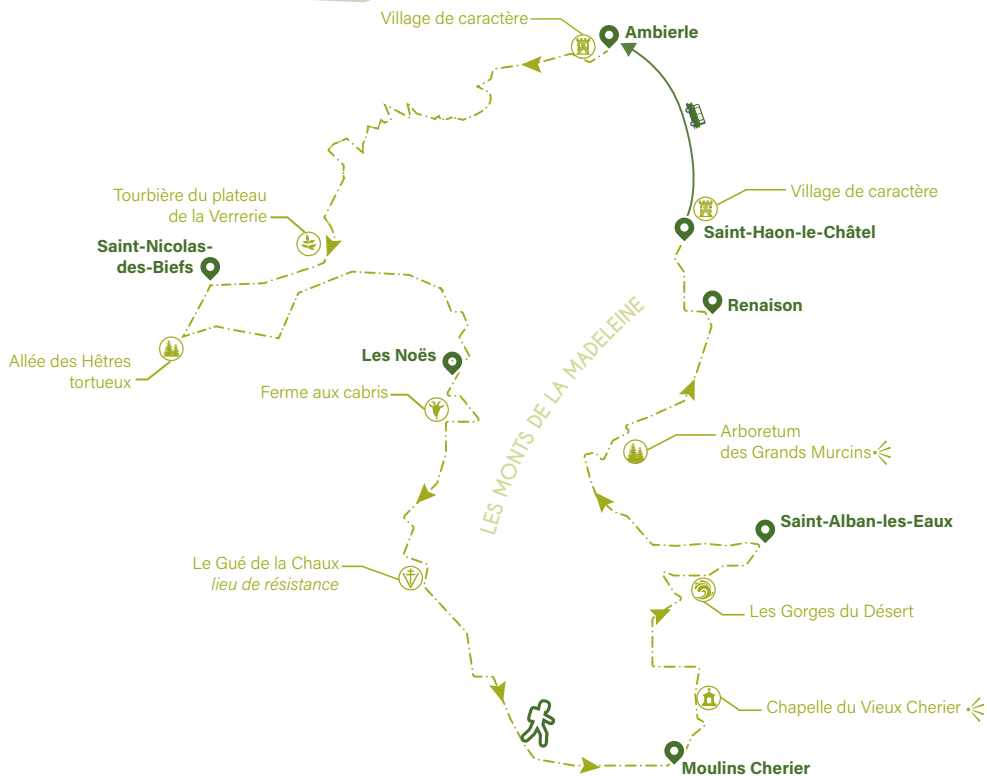 Village de caractère
Ambierle
Tourbière du plateau
de la Verrerie
Village de caractère
Saint-Haon-le-Châtel
Saint-Nicolas-
des-Biefs
Renaison
Allée des Hêtres
tortueux
Les Noës
Ferme aux cabris
LES MONTS DE LA MADELEINE
Arboretum
des Grands Murcins
Saint-Alban-les-Eaux
Le Gué de la Chaux
lieu de résistance
Les Gorges du Désert
Chapelle du Vieux Cherier
Moulins Cherier